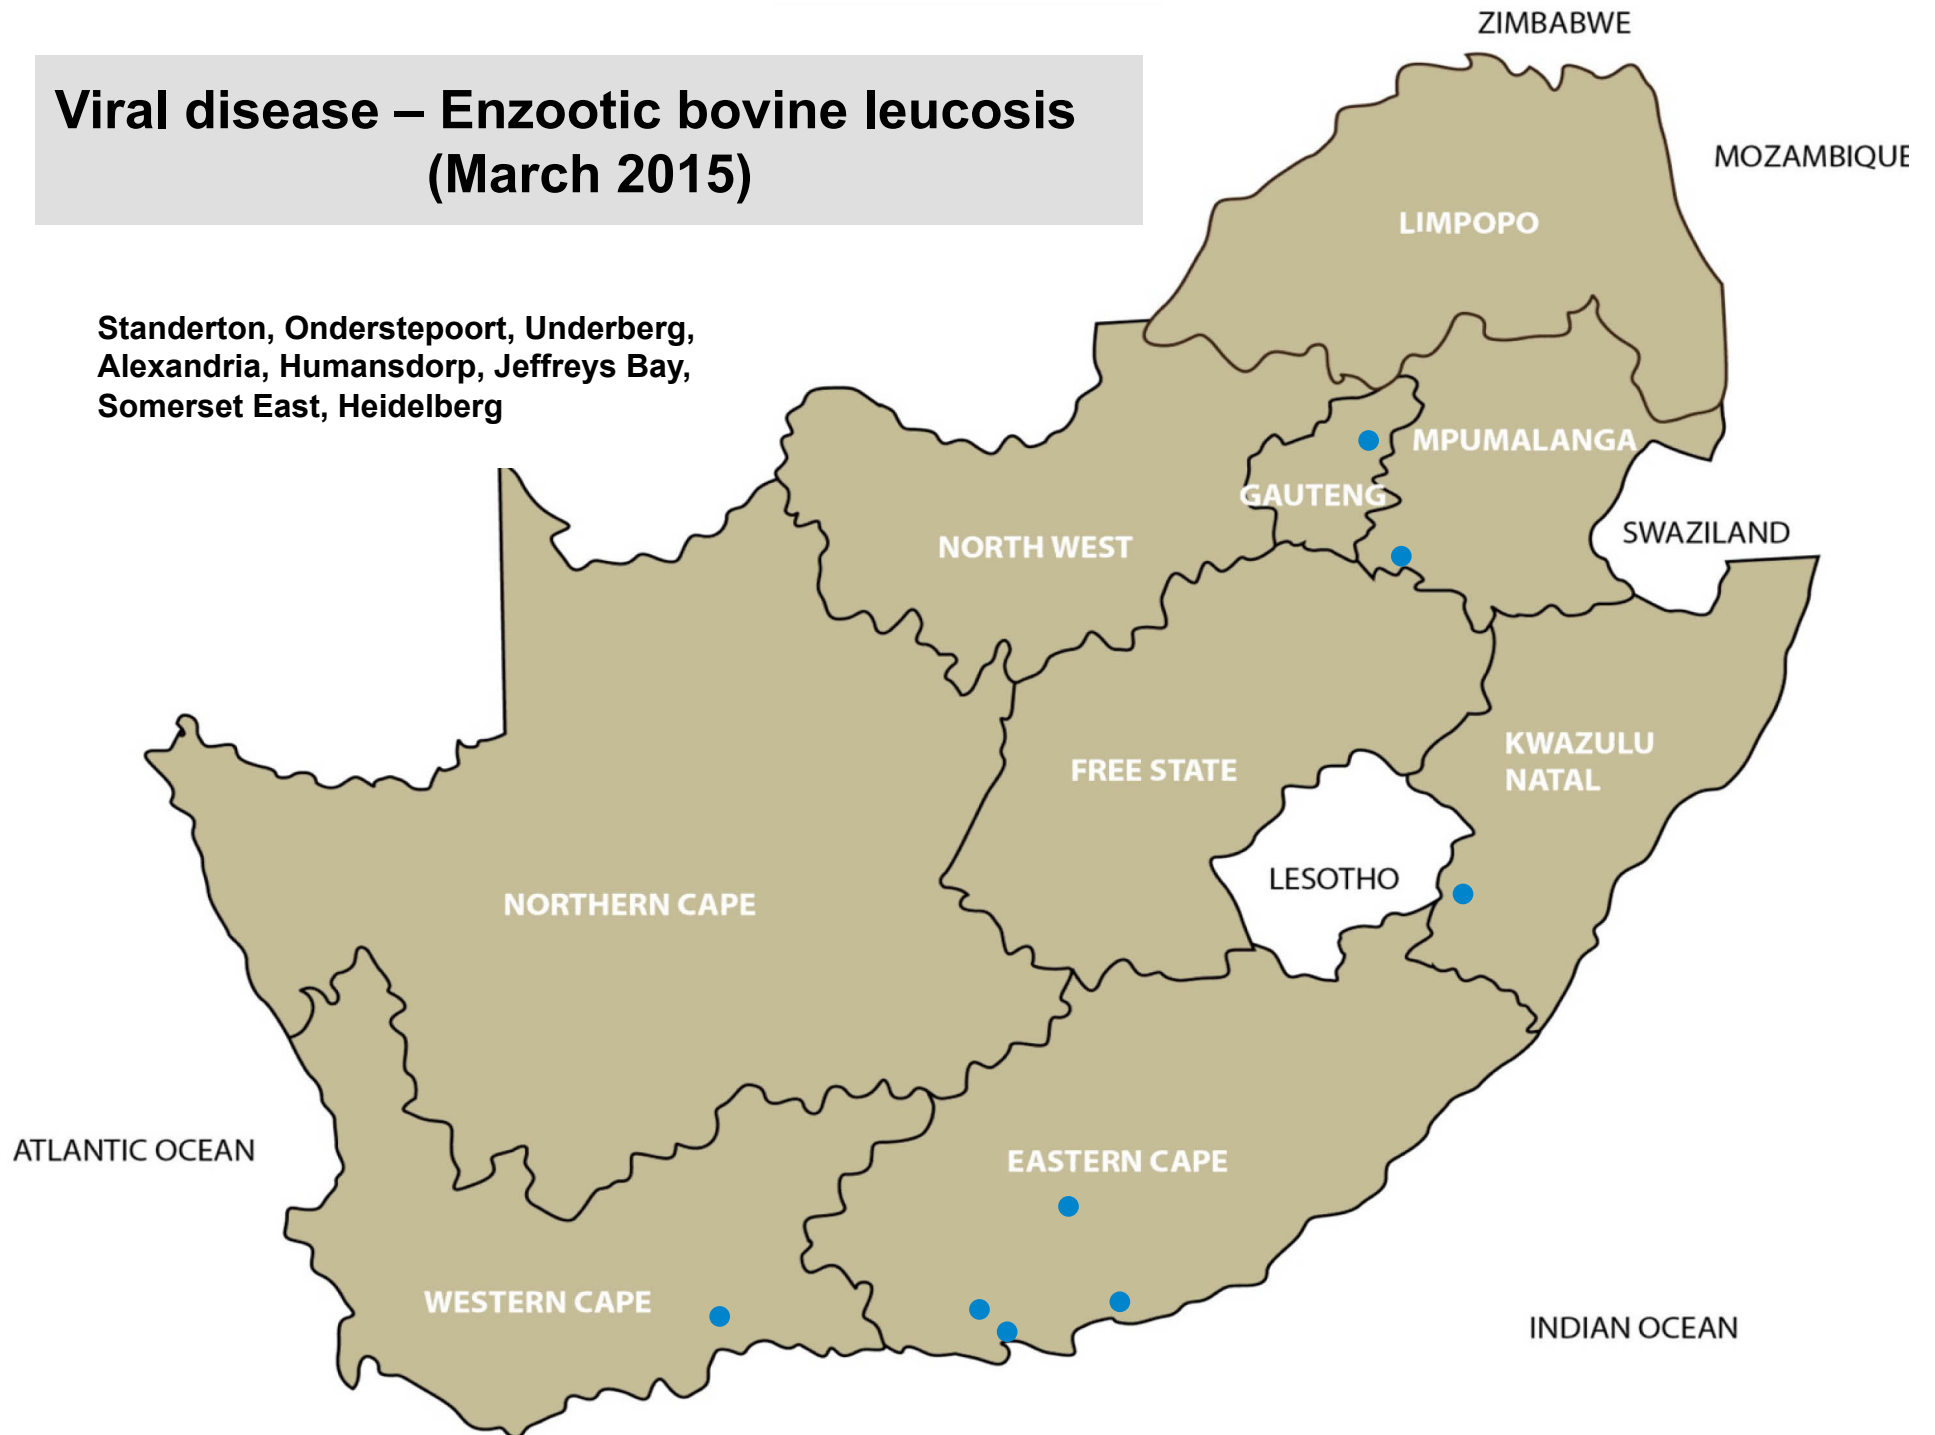 ZIMBABWE
Viral disease – Enzootic bovine leucosis
(March 2015)
MOZAMBIQUE
LIMPOPO
Standerton, Onderstepoort, Underberg,
Alexandria, Humansdorp, Jeffreys Bay,
Somerset East, Heidelberg
MPUMALANGA
GAUTENG
SWAZILAND
NORTH WEST
KWAZULU
NATAL
FREE STATE
LESOTHO
NORTHERN CAPE
ATLANTIC OCEAN
EASTERN CAPE
WESTERN CAPE
INDIAN OCEAN